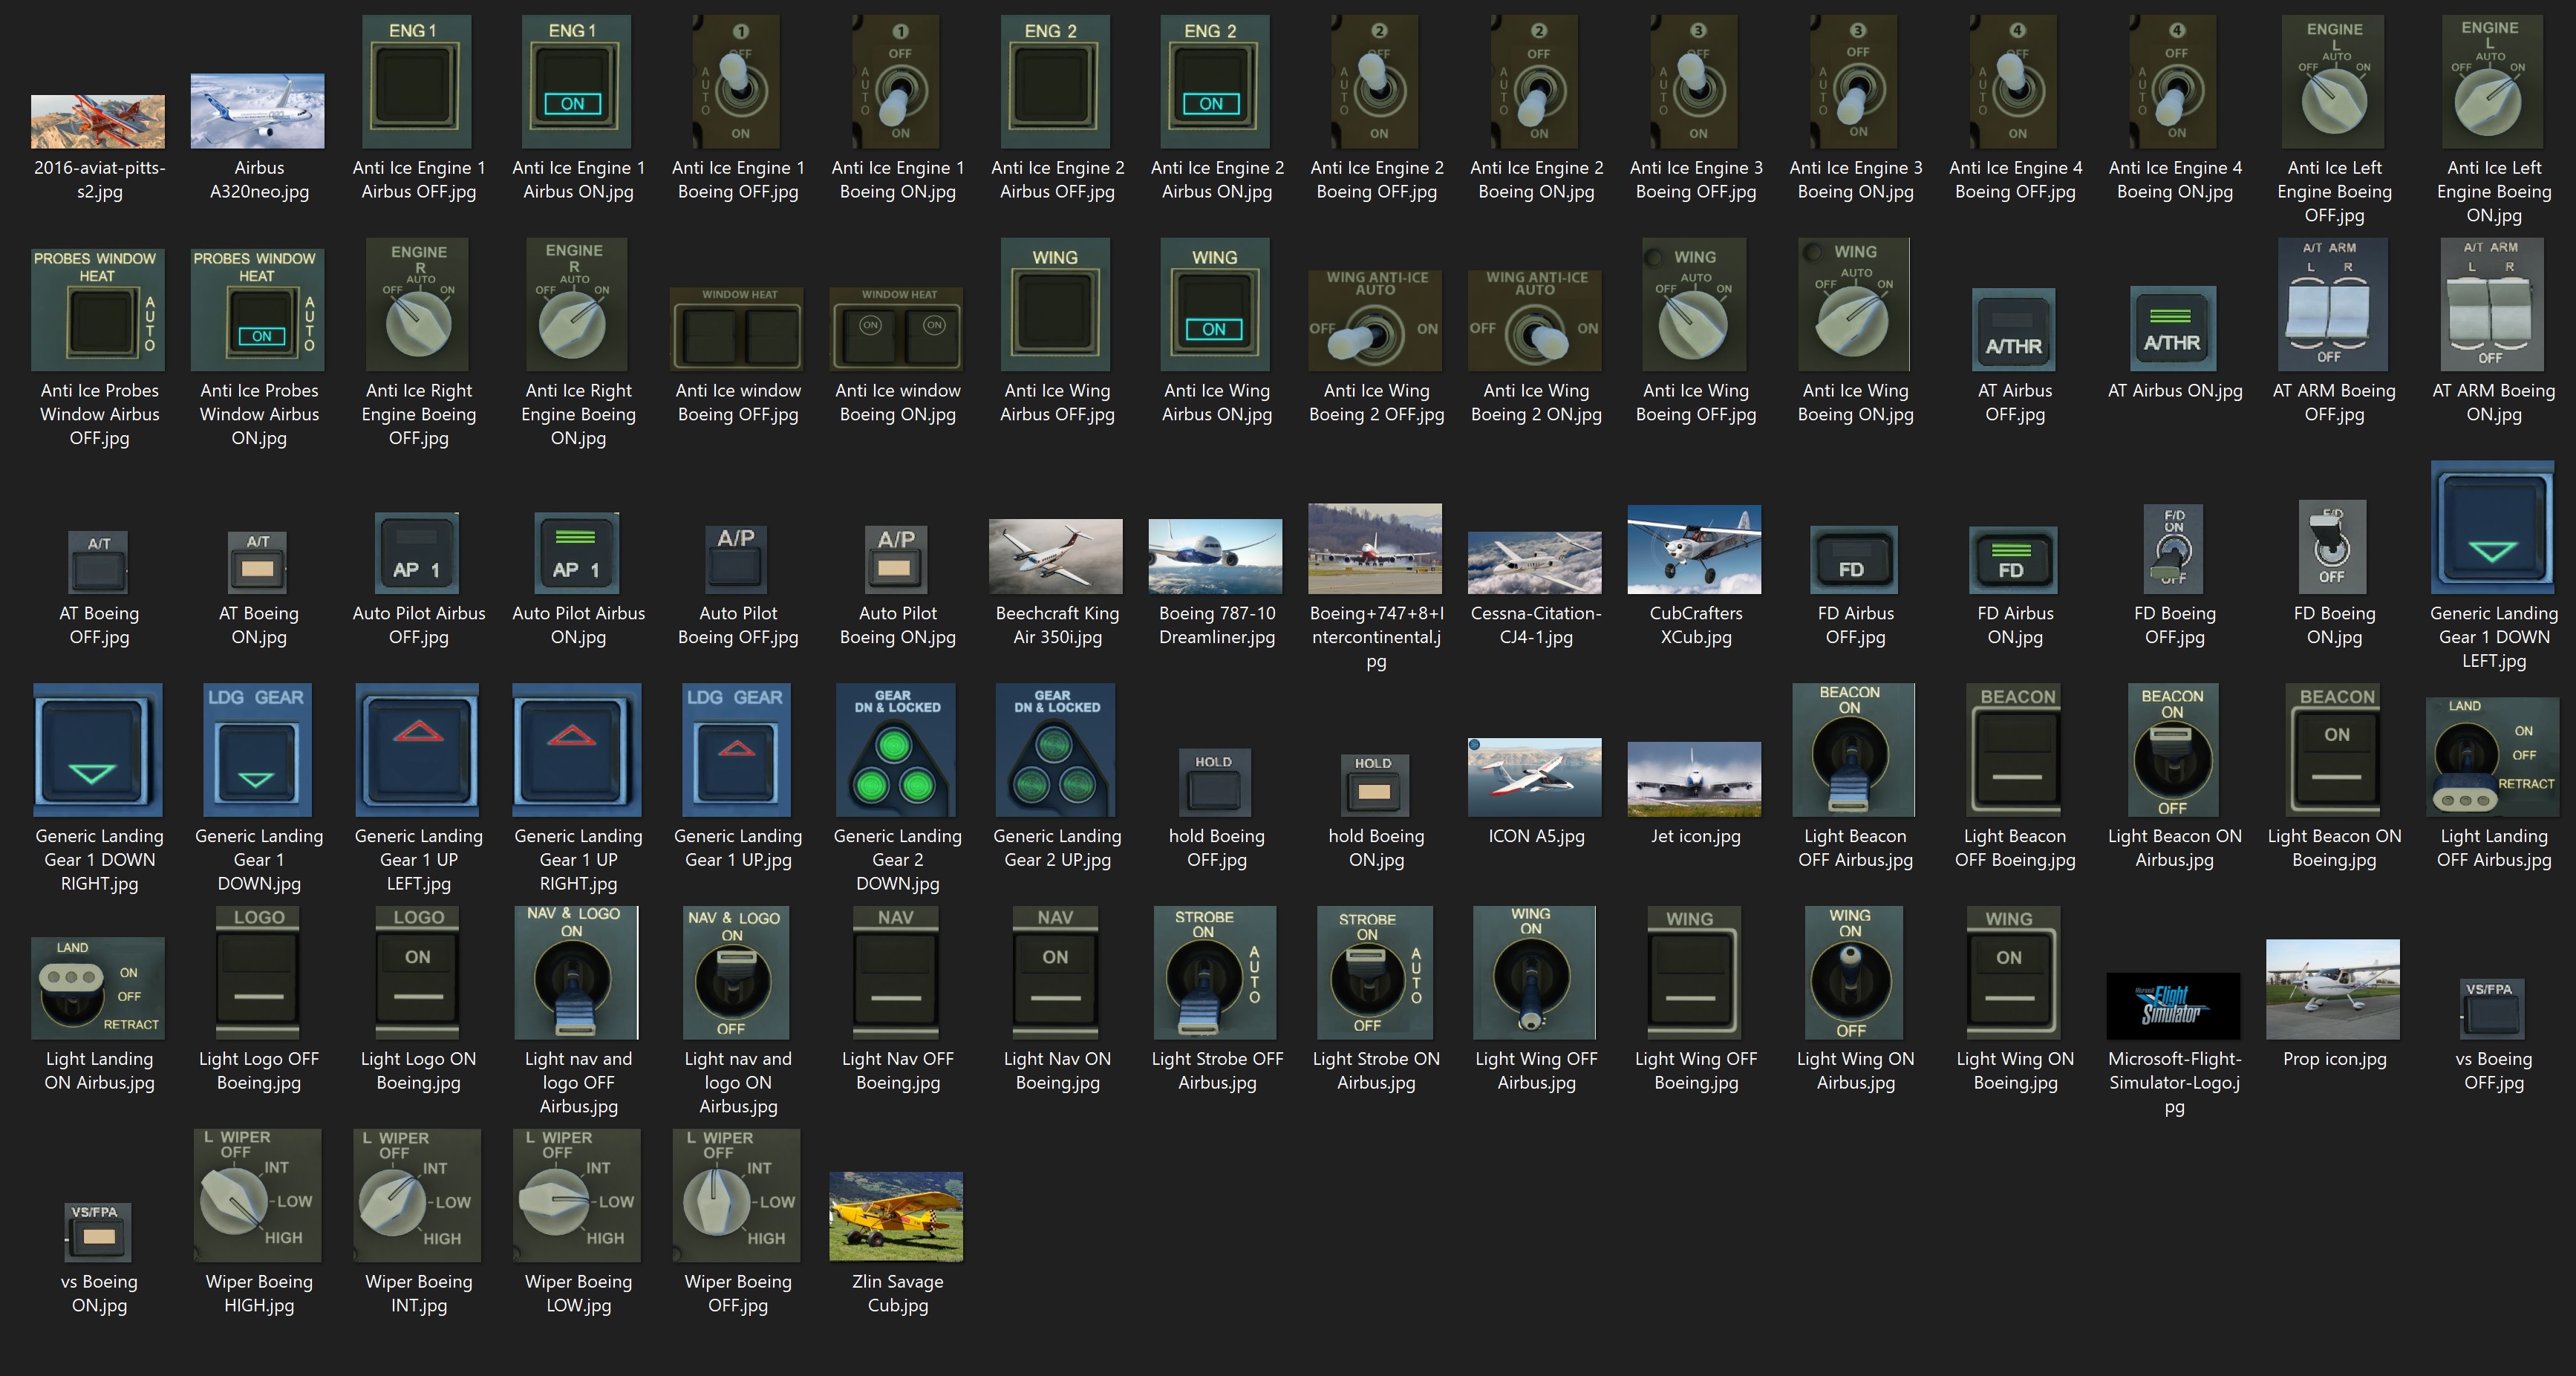 ENG 1
ENG 1
ON
1
OFF
AUTO
ON
1
OFF
AUTO
ON
ENG 2
ENG 2
ON
2
OFF
AUTO
ON
2
OFF
AUTO
ON
3
OFF
AUTO
ON
3
OFF
AUTO
ON
4
OFF
AUTO
ON
4
OFF
AUTO
ON
ENGINE
L
AUTO
OFF ON
ENGINE
L
AUTO
OFF ON
2016-aviat-pitts-
s2.jpg
Airbus
A320neo.jpg
Anti Ice Engine 1
Airbus OFF.jpg
Anti Ice Engine 1
Airbus ON.jpg
Anti Ice Engine 1
Boeing OFF.jpg
Anti Ice Engine 1
Boeing ON.jpg
Anti Ice Engine 2
Airbus OFF.jpg
Anti Ice Engine 2
Airbus ON.jpg
Anti Ice Engine 2
Boeing OFF.jpg
Anti Ice Engine 2
Boeing ON.jpg
Anti Ice Engine 3
Boeing OFF.jpg
Anti Ice Engine 3
Boeing ON.jpg
Anti Ice Engine 4
Boeing OFF.jpg
Anti Ice Engine 4
Boeing ON.jpg
Anti Ice Left
Engine Boeing
OFF.jpg
Anti Ice Left
Engine Boeing
ON.jpg
PROBES WINDOW
HEAT
AUTO
PROBES WINDOW
HEAT
AUTO
ON
ENGINE
R
AUTO
OFF ON
ENGINE
R
AUTO
OFF ON
WINDOW HEAT
WINDOW HEAT
ON ON
WING
WING
ON
WING ANTI-ICE
AUTO
OFF ON
WING ANTI-ICE
AUTO
OFF ON
WING
AUTO
OFF ON
WING
AUTO
OFF ON
A/THR
A/THR
A/T ARM
L R
OFF
A/T ARM
L R
OFF
Anti Ice Probes
Window Airbus
OFF.jpg
Anti Ice Probes
Window Airbus
ON.jpg
Anti Ice Right
Engine Boeing
OFF.jpg
Anti Ice Right
Engine Boeing
ON.jpg
Anti Ice window
Boeing OFF.jpg
Anti Ice window
Boeing ON.jpg
Anti Ice Wing
Airbus OFF.jpg
Anti Ice Wing
Airbus ON.jpg
Anti Ice Wing
Boeing 2 OFF.jpg
Anti Ice Wing
Boeing 2 ON.jpg
Anti Ice Wing
Boeing OFF.jpg
Anti Ice Wing
Boeing ON.jpg
AT Airbus
OFF.jpg
AT Airbus ON.jpg
AT ARM Boeing
OFF.jpg
AT ARM Boeing
ON.jpg
A/T
A/T
AP 1
AP 1
A/P
A/P
FD
FD
F/D
ON
OFF
F/D
OFF
AT Boeing
OFF.jpg
AT Boeing
ON.jpg
Auto Pilot Airbus
OFF.jpg
Auto Pilot Airbus
ON.jpg
Auto Pilot
Boeing OFF.jpg
Auto Pilot
Boeing ON.jpg
Beechcraft King
Air 350i.jpg
Boeing 787-10
Dreamliner.jpg
Boeing+747+8+I
ntercontinental.j
pg
Cessna-Citation-
CJ4-1.jpg
CubCrafters
XCub.jpg
FD Airbus
OFF.jpg
FD Airbus
ON.jpg
FD Boeing
OFF.jpg
FD Boeing
ON.jpg
Generic Landing
Gear 1 DOWN
LEFT.jpg
LDG GEAR
LDG GEAR
GEAR
DN & LOCKED
GEAR
DN & LOCKED
HOLD
HOLD
BEACON
ON
BEACON
BEACON
ON
OFF
BEACON
ON
LAND
ON
OFF
RETRACT
Generic Landing
Gear 1 DOWN
RIGHT.jpg
Generic Landing
Gear 1
DOWN.jpg
Generic Landing
Gear 1 UP
LEFT.jpg
Generic Landing
Gear 1 UP
RIGHT.jpg
Generic Landing
Gear 1 UP.jpg
Generic Landing
Gear 2
DOWN.jpg
Generic Landing
Gear 2 UP.jpg
hold Boeing
OFF.jpg
hold Boeing
ON.jpg
ICON A5.jpg
Jet icon.jpg
Light Beacon
OFF Airbus.jpg
Light Beacon
OFF Boeing.jpg
Light Beacon ON
Airbus.jpg
Light Beacon ON
Boeing.jpg
Light Landing
OFF Airbus.jpg
LAND
ON
OFF
RETRACT
LOGO
LOGO
ON
NAV & LOGO
ON
NAV & LOGO
ON
OFF
NAV
NAV
ON
STROBE
ON
AUTO
STROBE
ON
AUTO
OFF
WING
ON
WING
WING
ON
OFF
WING
ON
Microsoft
Flight
Simulator
VS/FPA
Light Landing
ON Airbus.jpg
Light Logo OFF
Boeing.jpg
Light Logo ON
Boeing.jpg
Light nav and
logo OFF
Airbus.jpg
Light nav and
logo ON
Airbus.jpg
Light Nav OFF
Boeing.jpg
Light Nav ON
Boeing.jpg
Light Strobe OFF
Airbus.jpg
Light Strobe ON
Airbus.jpg
Light Wing OFF
Airbus.jpg
Light Wing OFF
Boeing.jpg
Light Wing ON
Airbus.jpg
Light Wing ON
Boeing.jpg
Microsoft-Flight-
Simulator-Logo.j
pg
Prop icon.jpg
vs Boeing
OFF.jpg
VS/FPA
L WIPER
OFF
INT
LOW
HIGH
L WIPER
OFF
INT
LOW
HIGH
L WIPER
OFF
INT
LOW
HIGH
L WIPER
OFF
INT
LOW
HIGH
vs Boeing
ON.jpg
Wiper Boeing
HIGH.jpg
Wiper Boeing
INT.jpg
Wiper Boeing
LOW.jpg
Wiper Boeing
OFF.jpg
Zlin Savage
Cub.jpg